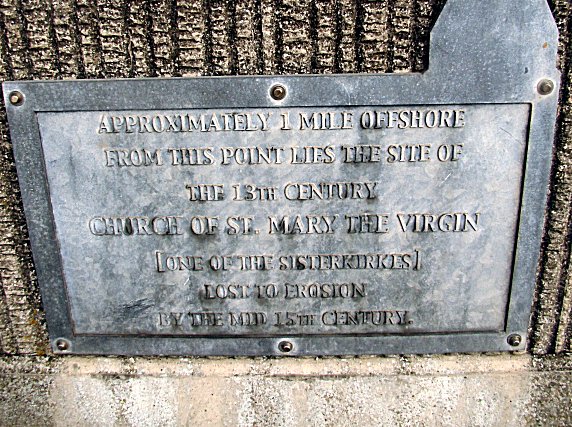 APPROXIMATELY 1 MILE OFFSHORE
FROM THIS POINT LIES THE SITE OF
THE 13TH CENTURY
CHURCH OF ST. MARY THE VIRGIN
[ONE OF THE SISTERKIRKES]
LOST TO EROSION
BY THE MID 15TH CENTURY.